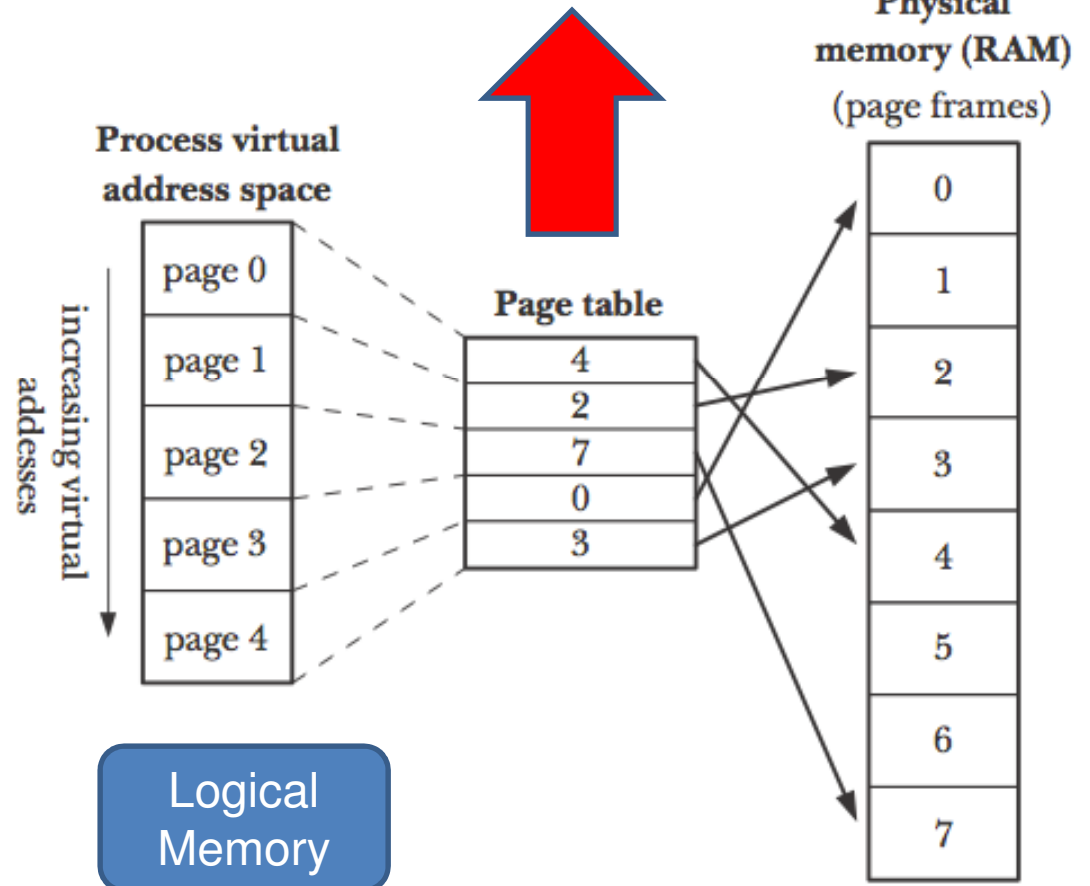 Physical
memory (RAM)
(page frames)
Process virtual
address space
increasing virtual
addesses
page 0
page 1
page 2
page 3
page 4
Page table
4
2
7
0
3
0
1
2
3
4
5
6
7
Logical
Memory